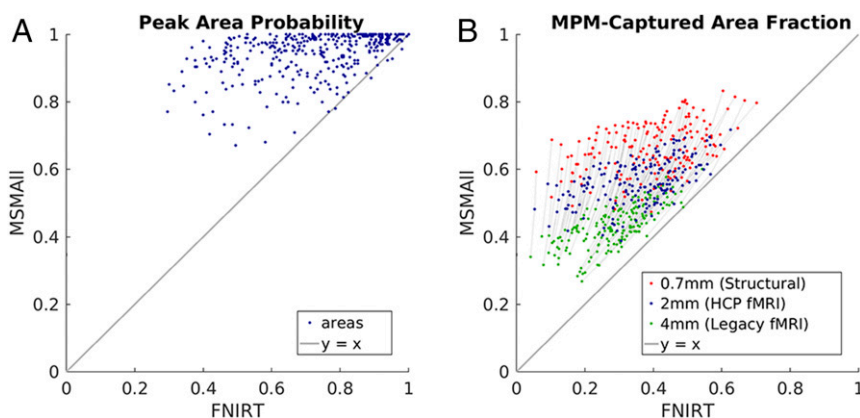 A
Peak Area Probability
1
0.8
0.6
0.4
0.2
0
MSMAll
0
0.2
0.4
0.6
0.8
1
FNIRT
areas
y = x
B
MPM-Captured Area Fraction
1
0.8
0.6
0.4
0.2
0
MSMAll
0
0.2
0.4
0.6
0.8
1
FNIRT
0.7mm (Structural)
2mm (HCP fMRI)
4mm (Legacy fMRI)
y = x